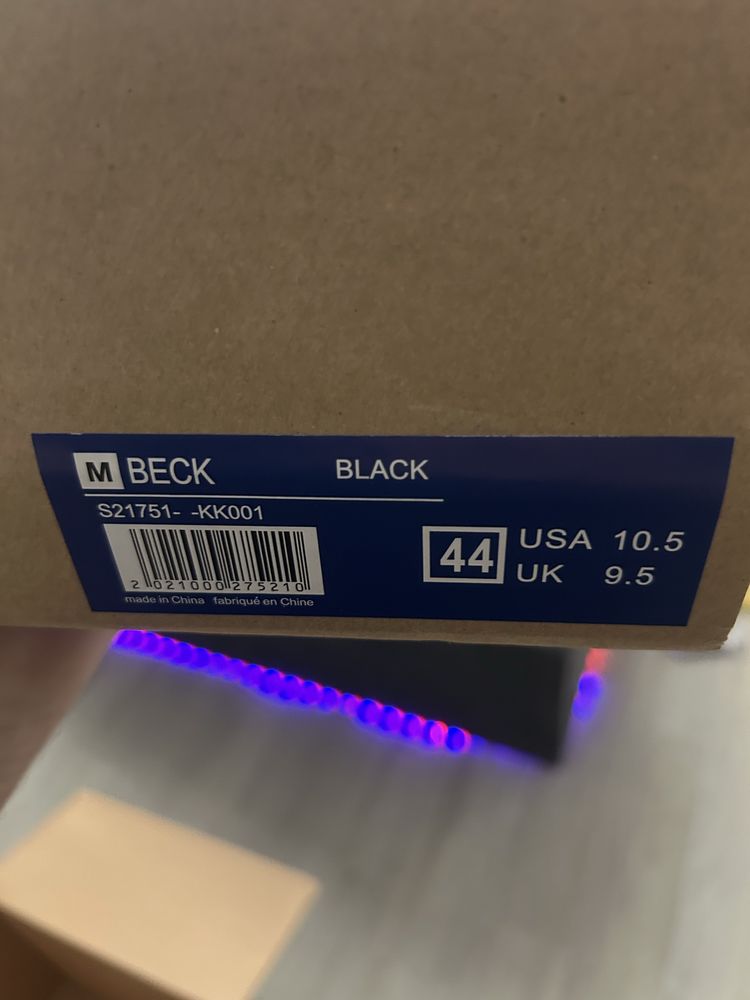 M BECK BLACK
S21751- -KK001
2 021000 275210
made in China fabriqué en Chine
44
USA 10.5
UK 9.5